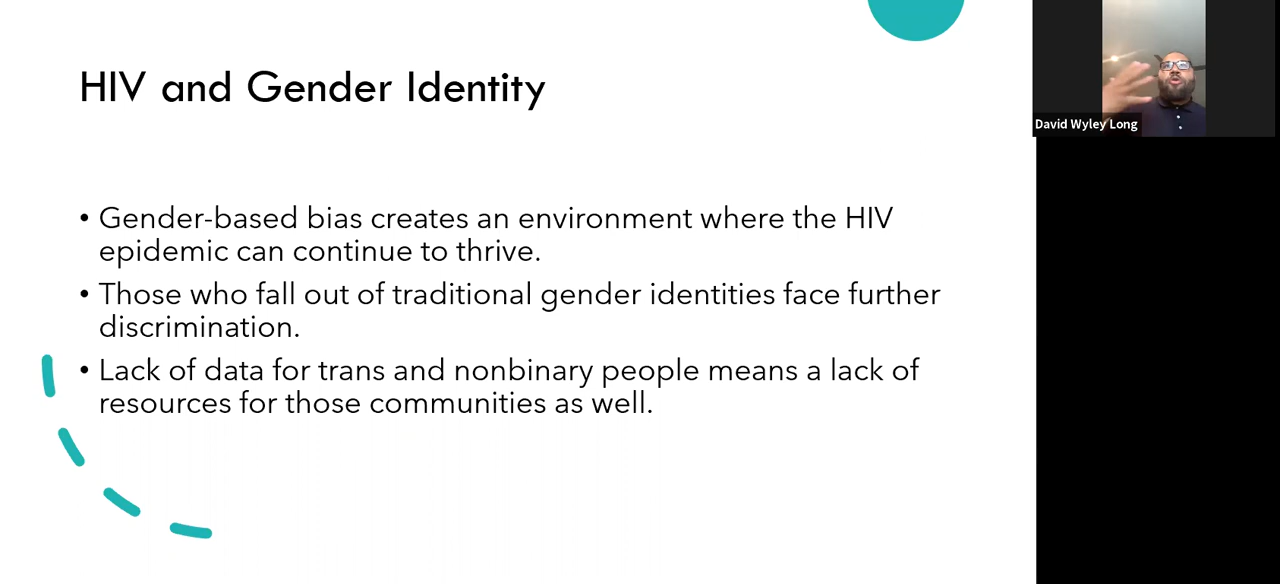 HIV and Gender Identity
David Wyley Long
• Gender-based bias creates an environment where the HIV
epidemic can continue to thrive.
• Those who fall out of traditional gender identities face further
discrimination.
• Lack of data for trans and nonbinary people means a lack of
resources for those communities as well.